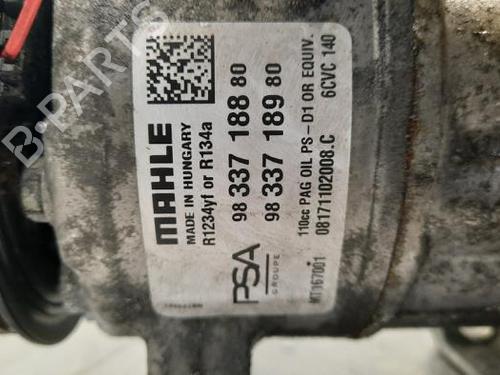 MAHLE
MADE IN HUNGARY
R1234yf or R134a
98 337 188 80
98 337 189 80
PSA
GROUPE
110cc PAG OIL PS-D1 OR EQUIV.
6CVC 140
08171102008.C
MT167001
B-PARTS